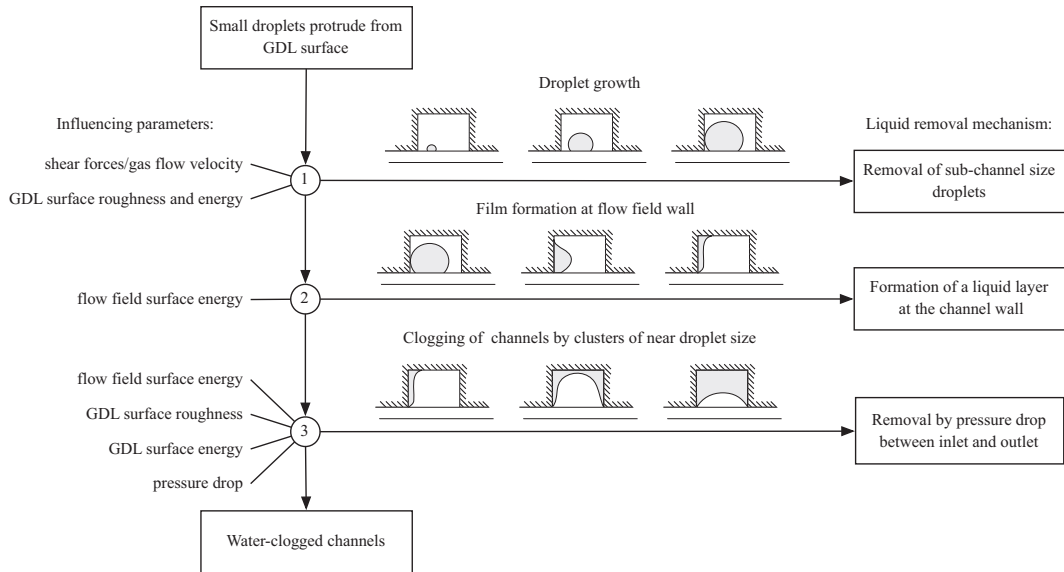 Small droplets protrude from
GDL surface
Droplet growth
Influencing parameters:
Liquid removal mechanism:
shear forces/gas flow velocity
GDL surface roughness and energy
1
Removal of sub-channel size
droplets
Film formation at flow field wall
flow field surface energy
2
Formation of a liquid layer
at the channel wall
Clogging of channels by clusters of near droplet size
flow field surface energy
GDL surface roughness
GDL surface energy
pressure drop
3
Removal by pressure drop
between inlet and outlet
Water-clogged channels